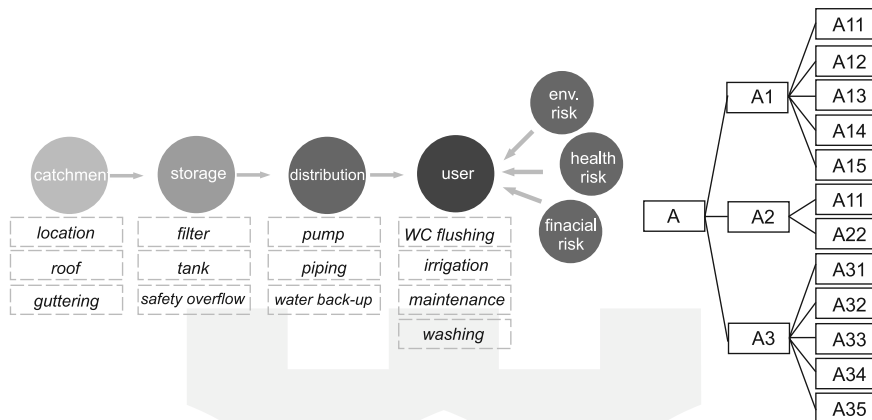 catchmen
storage
distribution
user
env.
risk
health
risk
finacial
risk
location
roof
guttering
filter
tank
safety overflow
pump
piping
water back-up
WC flushing
irrigation
maintenance
washing
A
A1
A2
A3
A11
A12
A13
A14
A15
A11
A22
A31
A32
A33
A34
A35